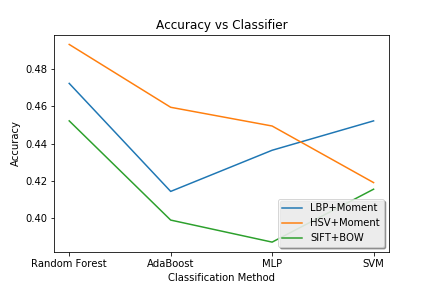 Accuracy vs Classifier
Accuracy
0.48
0.46
0.44
0.42
0.40
LBP+Moment
HSV+Moment
SIFT+BOW
Random Forest AdaBoost MLP SVM
Classification Method